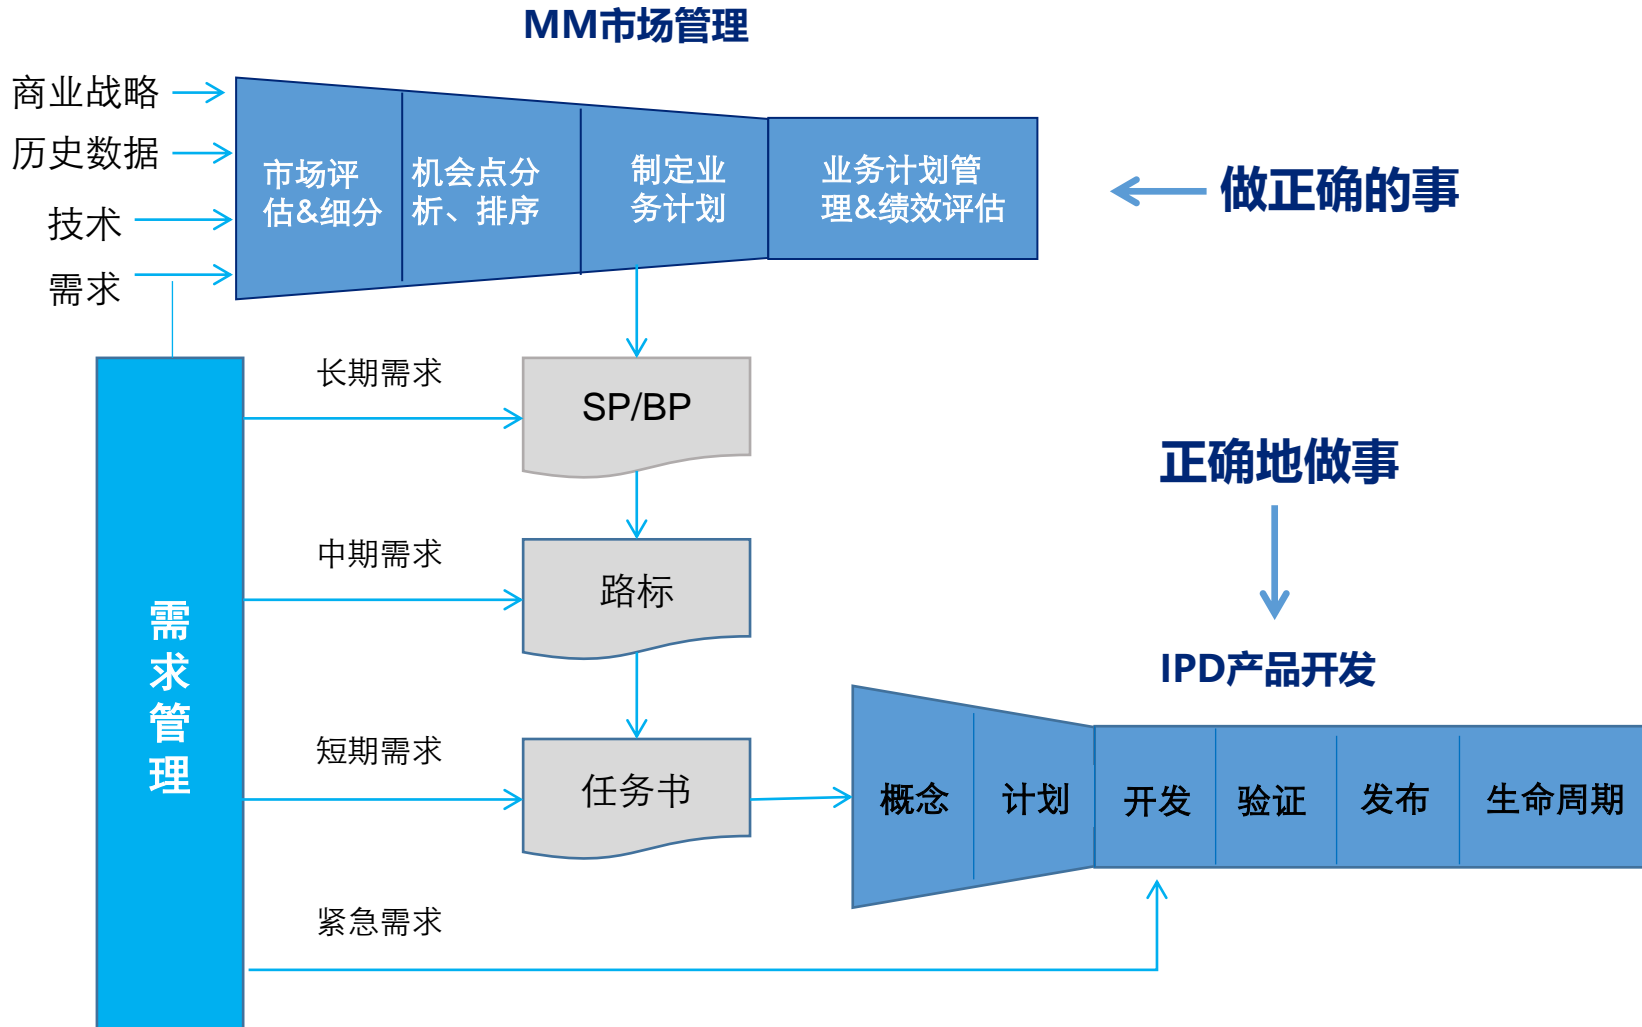 MM市场管理
商业战略
历史数据
技术
需求
市场评
估&细分
机会点分
析、排序
制定业
务计划
业务计划管
理&绩效评估
做正确的事
长期需求
SP/BP
正确地做事
中期需求
路标
需
求
管
理
IPD产品开发
短期需求
任务书
概念
计划
开发
验证
发布
生命周期
紧急需求